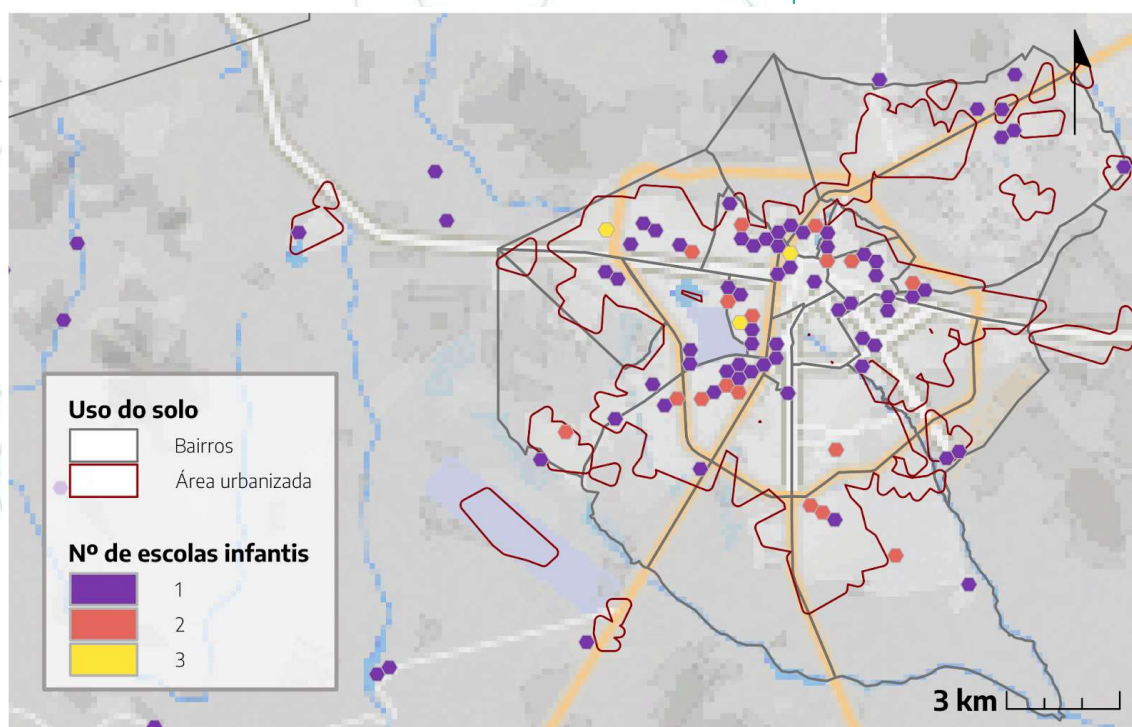 Uso do solo
Bairros
Área urbanizada
Nº de escolas infantis
1
2
3
3 km